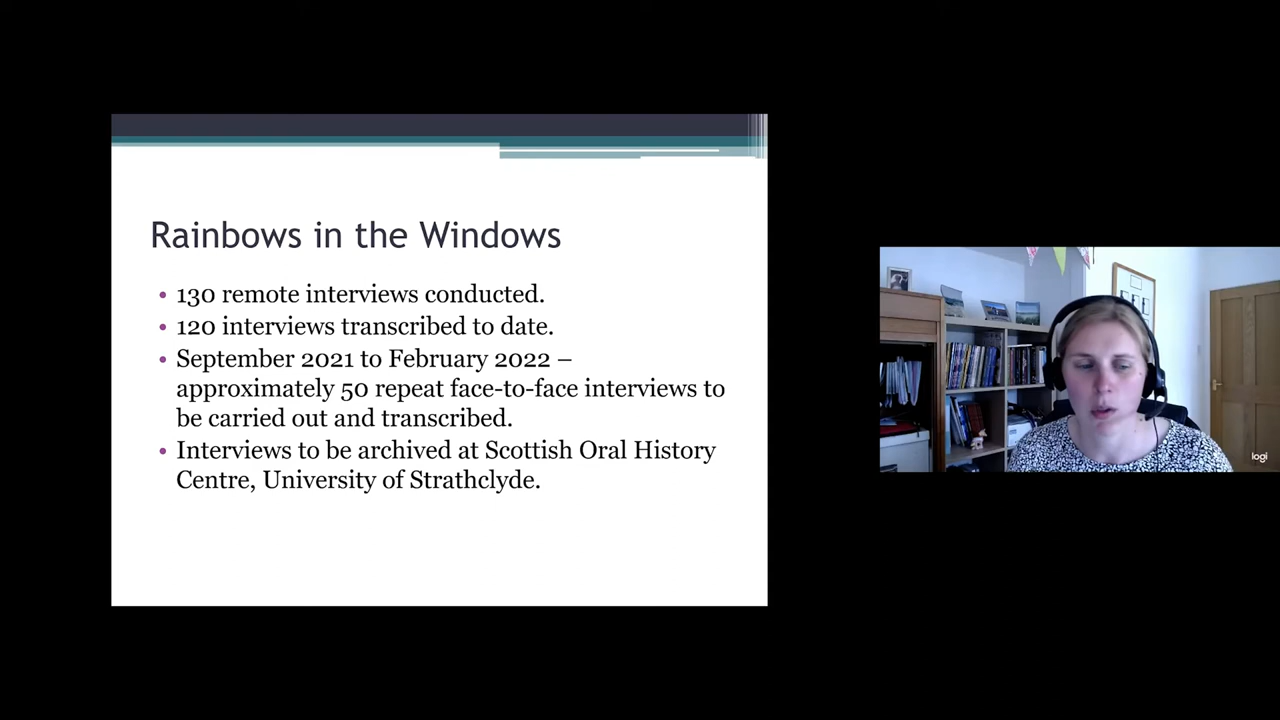 Rainbows in the Windows
• 130 remote interviews conducted.
• 120 interviews transcribed to date.
• September 2021 to February 2022 –
approximately 50 repeat face-to-face interviews to
be carried out and transcribed.
• Interviews to be archived at Scottish Oral History
Centre, University of Strathclyde.
logi